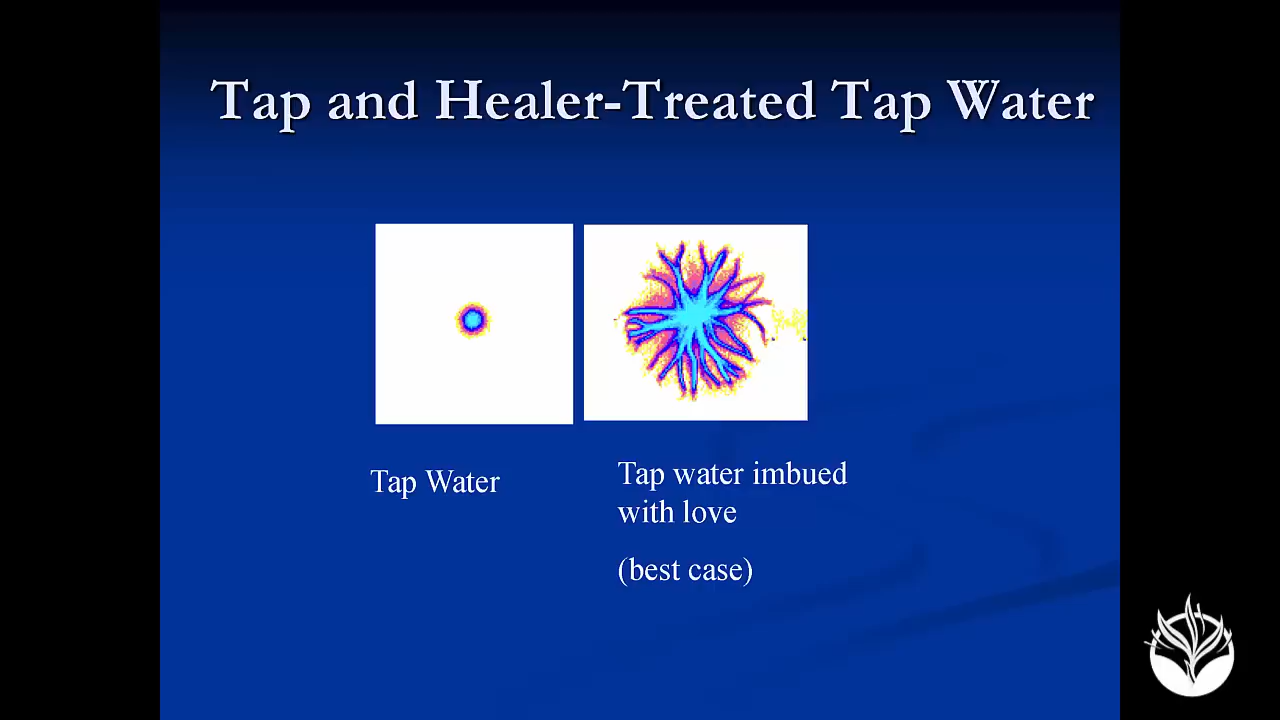 Tap and Healer-Treated Tap Water
Tap Water
Tap water imbued
with love
(best case)